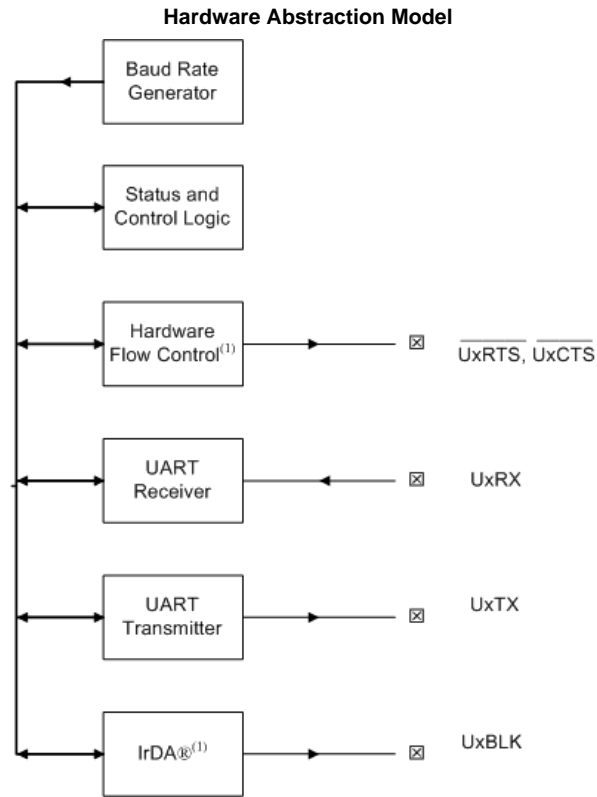 Hardware Abstraction Model
Baud Rate
Generator
Status and
Control Logic
Hardware
Flow Control(1)
UxRTS, UxCTS
UART
Receiver
UxRX
UART
Transmitter
UxTX
IrDA®(1)
UxBLK